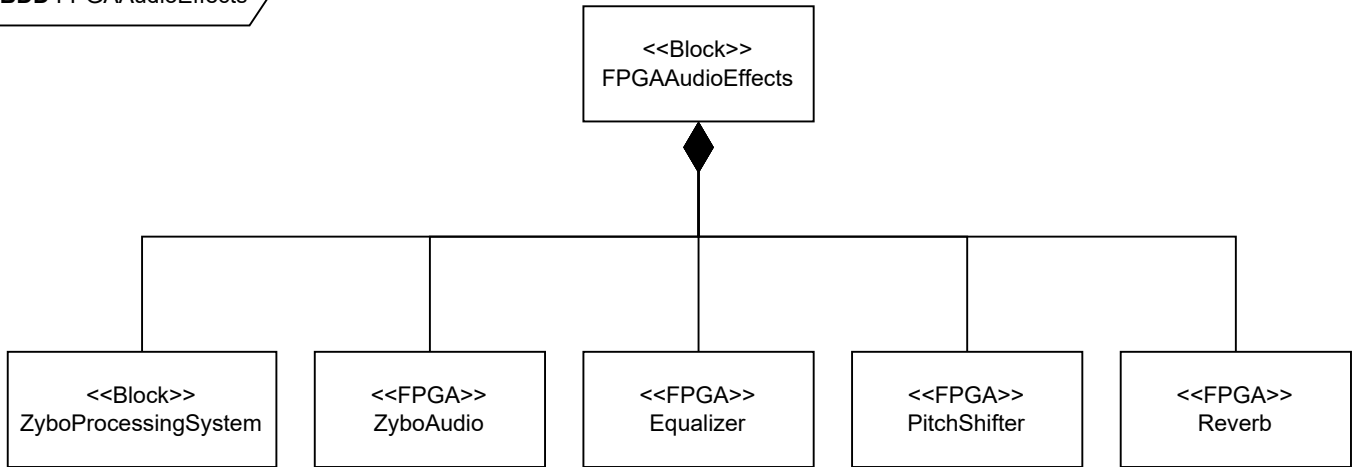 BDD FPGAAudioEffects
<<Block>>
FPGAAudioEffects
<<Block>>
ZyboProcessingSystem
<<FPGA>>
ZyboAudio
<<FPGA>>
Equalizer
<<FPGA>>
PitchShifter
<<FPGA>>
Reverb